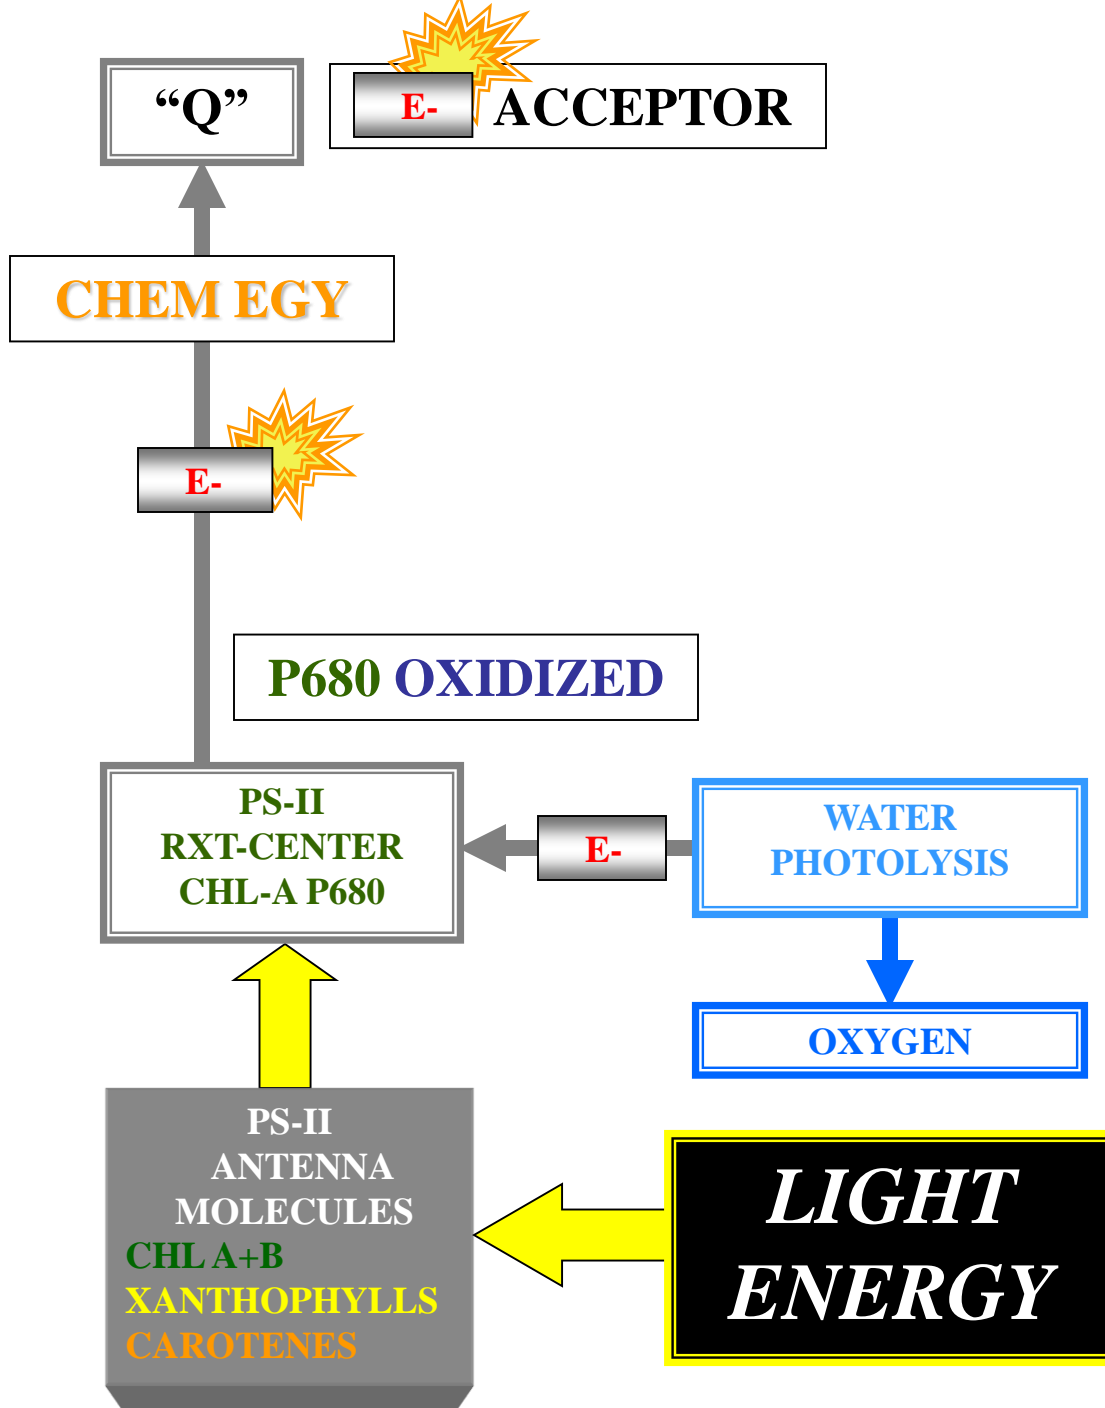 “Q”
E- ACCEPTOR
CHEM EGY
E-
P680 OXIDIZED
PS-II
RXT-CENTER
CHL-A P680
E-
WATER
PHOTOLYSIS
OXYGEN
PS-II
ANTENNA
MOLECULES
CHL A+B
XANTHOPHYLLS
CAROTENES
LIGHT
ENERGY